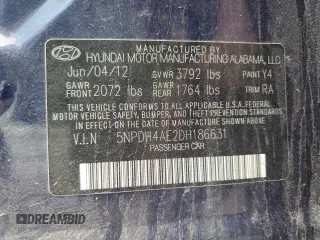 MANUFACTURED BY
HYUNDAI MOTOR MANUFACTURING ALABAMA, LLC
Jun/04/12 GVWR 3792 lbs PAINT Y4
GAWR FRONT 2072 lbs GAWR REAR 1764 lbs TRIM RA
THIS VEHICLE CONFORMS TO ALL APPLICABLE
FEDERAL MOTOR VEHICLE SAFETY, BUMPER, AND
THEFT PREVENTION STANDARDS IN EFFECT ON
THE DATE OF MANUFACTURE SHOWN ABOVE.
V.I.N 5NPDH4AE2DH186631
PASSENGER CAR
© DREAMBID